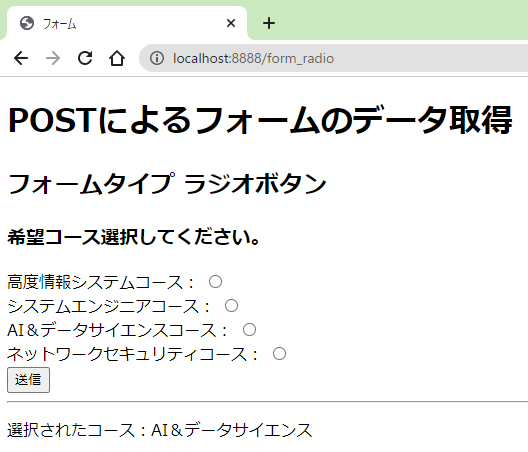 フォーム
localhost:8888/form_radio
POSTによるフォームのデータ取得
フォームタイプ ラジオボタン
希望コース選択してください。
高度情報システムコース：
システムエンジニアコース：
AI＆データサイエンスコース：
ネットワークセキュリティコース：
送信
選択されたコース：AI＆データサイエンス